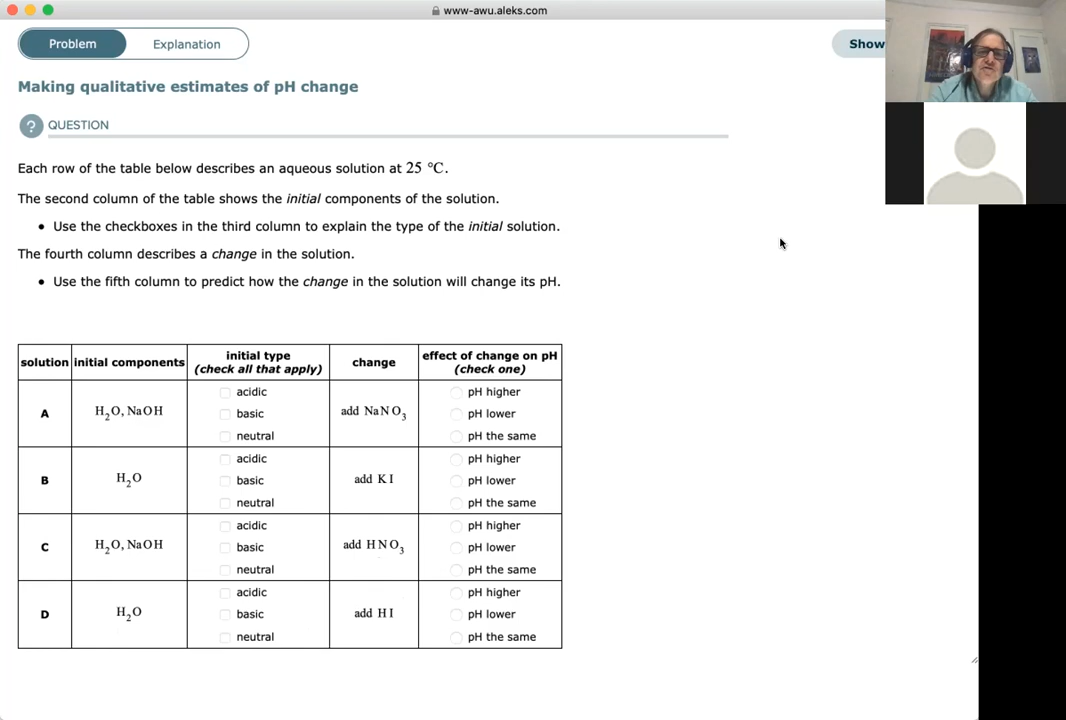 www-awu.aleks.com
Problem Explanation Show
Making qualitative estimates of pH change
? QUESTION
Each row of the table below describes an aqueous solution at 25 °C.
The second column of the table shows the initial components of the solution.
• Use the checkboxes in the third column to explain the type of the initial solution.
The fourth column describes a change in the solution.
• Use the fifth column to predict how the change in the solution will change its pH.
solution initial components initial type (check all that apply) change effect of change on pH (check one)
A H₂O, NaOH add NaNO₃
acidic pH higher
basic pH lower
neutral pH the same
B H₂O add KI
acidic pH higher
basic pH lower
neutral pH the same
C H₂O, NaOH add HNO₃
acidic pH higher
basic pH lower
neutral pH the same
D H₂O add HI
acidic pH higher
basic pH lower
neutral pH the same